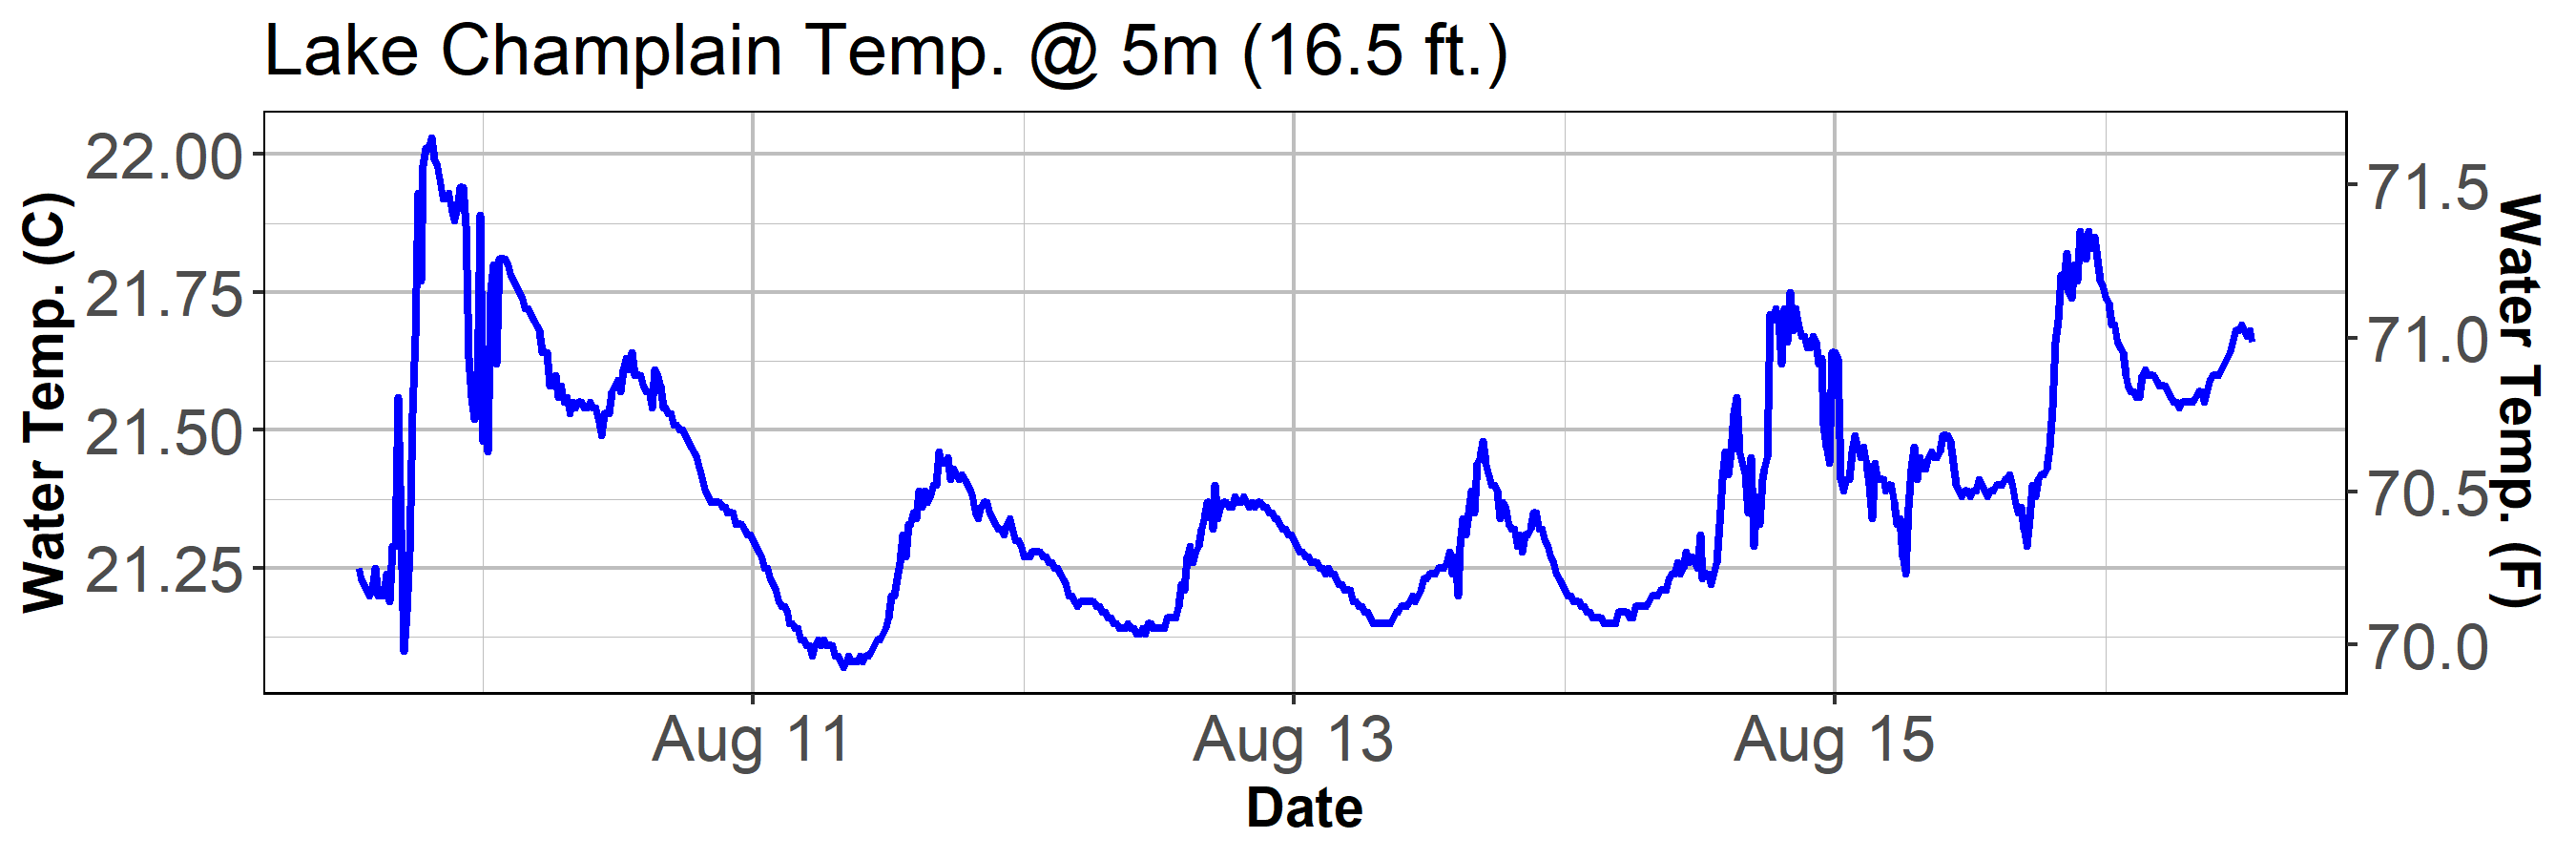 Lake Champlain Temp. @ 5m (16.5 ft.)
Water Temp. (C)
22.00
21.75
21.50
21.25
71.5
71.0
70.5
70.0
Water Temp. (F)
Aug 11
Aug 13
Aug 15
Date